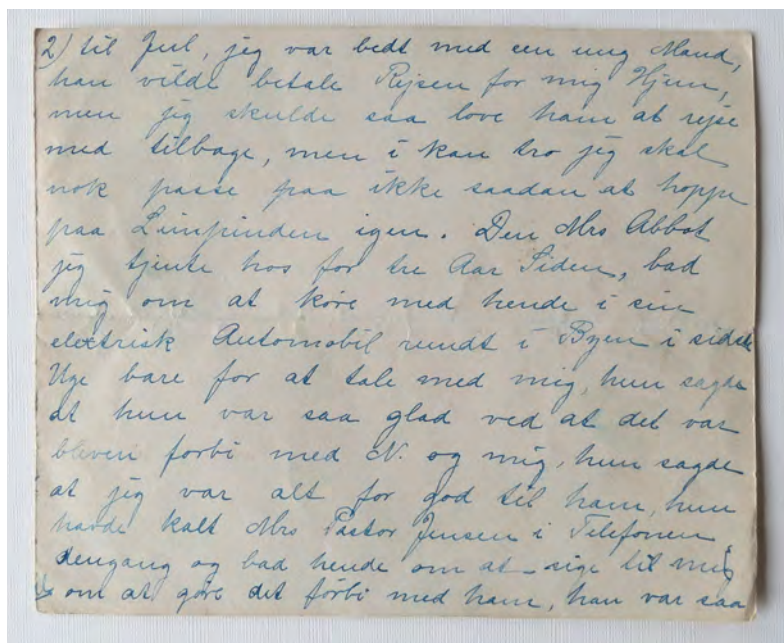 2) til Jul, jeg var bedt med een ung Mand,
han vilde betale Rejsen for mig Hjem,
men jeg skulde saa love ham at rejse
med tilbage, men i kan tro jeg skal
nok passe paa ikke saadan at hoppe
paa Limpinden igen. Den Mrs Abbot
jeg tjente hos for tre Aar Siden, bad
mig om at køre med hende i sin
electrisk Automobil rundt i Byen i sidste
Uge bare for at tale med mig, hun sagde
at hun var saa glad ved at det var
bleven forbi med N. og mig, hun sagde
at jeg var alt for god til ham, hun
havde kalt Mrs Pastor Jensen i Telefonen
dengang og bad hende om at sige til mig
om at gøre det forbi med ham, han var saa